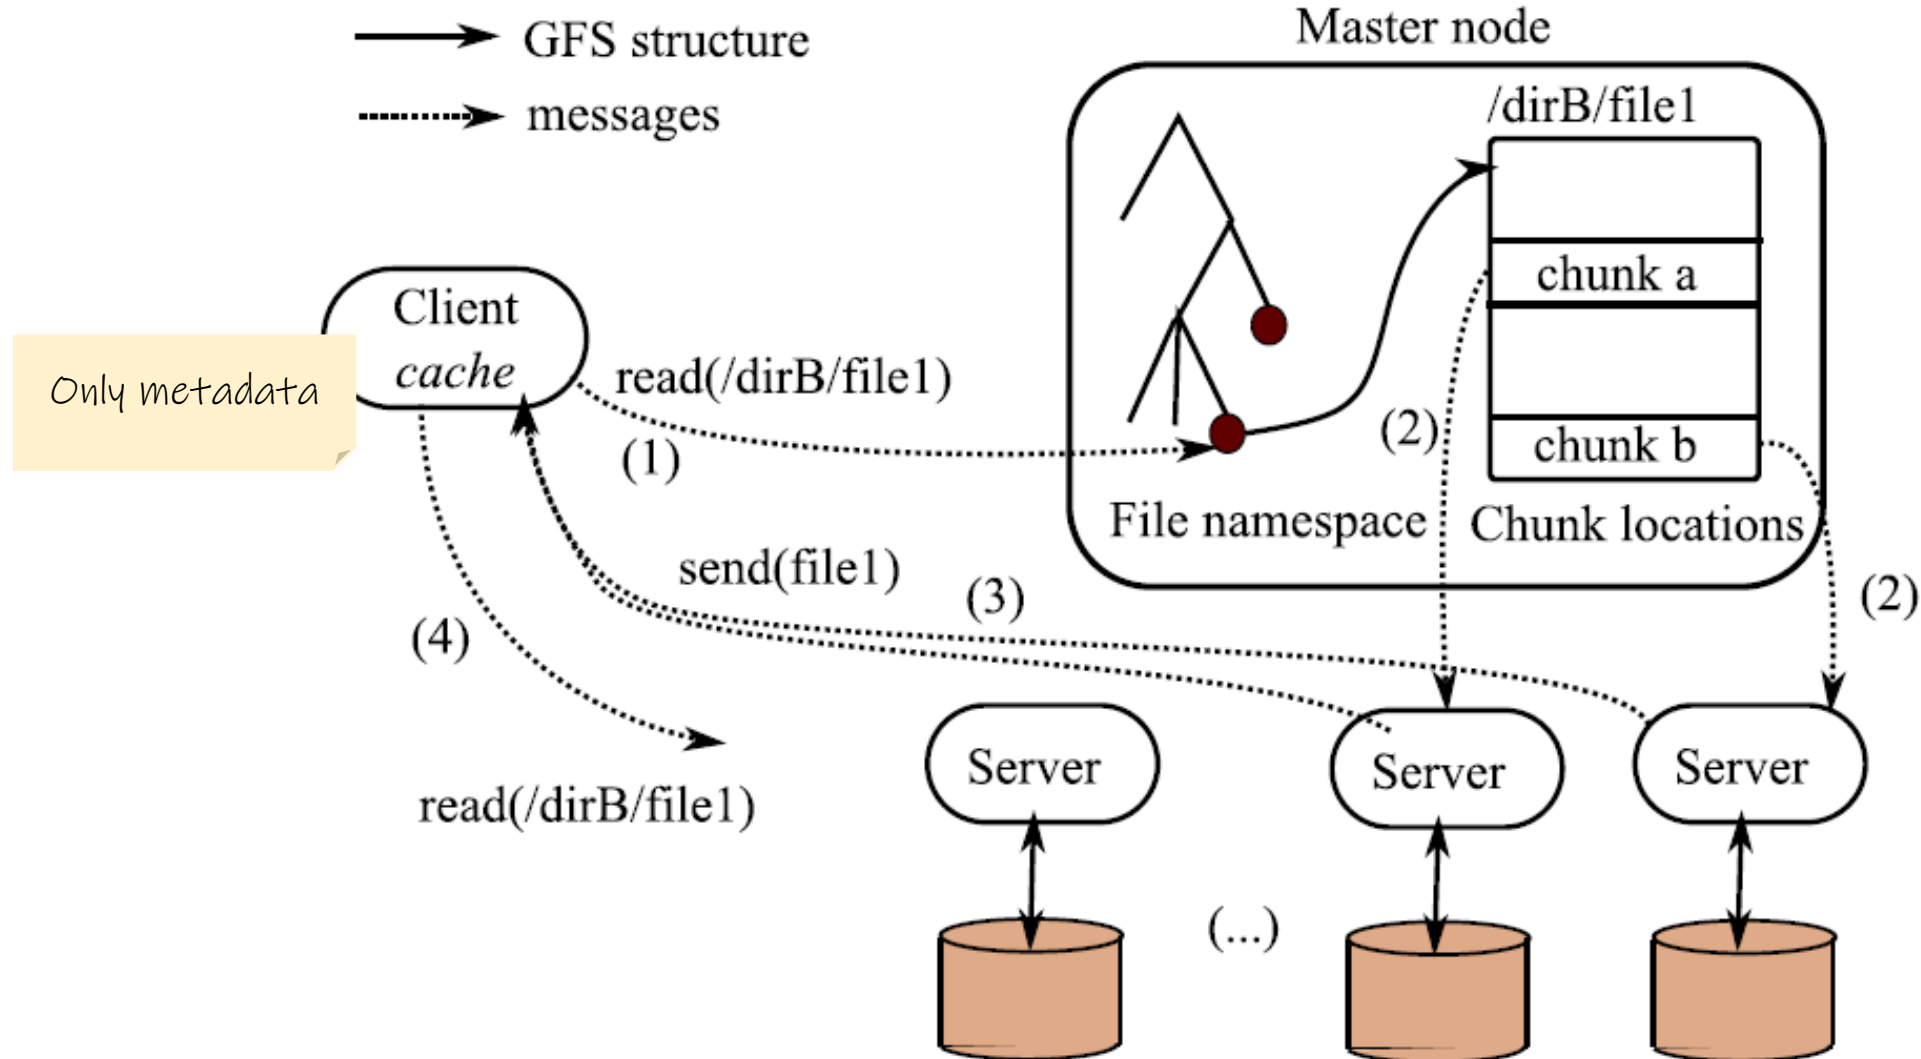 GFS structure
messages
Master node
/dirB/file1
chunk a
chunk b
File namespace
Chunk locations
Client
cache
Only metadata
read(/dirB/file1)
(1)
(2)
(2)
send(file1)
(3)
(4)
read(/dirB/file1)
Server
Server
Server
(...)